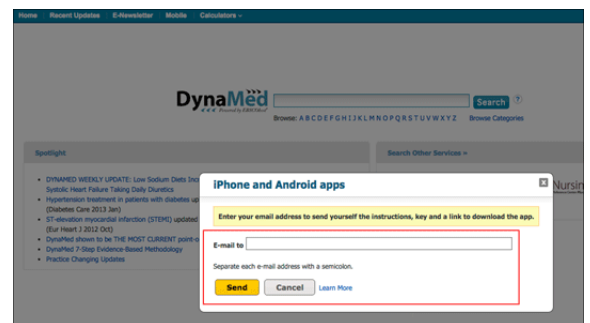 Home Recent Updates E-Newsletter Mobile Calculators
DynaMed
Powered by EBSCOhost
Search ?
Browse: A B C D E F G H I J K L M N O P Q R S T U V W X Y Z Browse Categories
Spotlight
Search Other Services »
• DYNAMED WEEKLY UPDATE: Low Sodium Diets Inc
Systolic Heart Failure Taking Daily Diuretics
• Hypertension treatment in patients with diabetes up
(Diabetes Care 2013 Jan)
• ST-elevation myocardial infarction (STEMI) updated
(Eur Heart J 2012 Oct)
• DynaMed shown to be THE MOST CURRENT point-o
• DynaMed 7-Step Evidence-Based Methodology
• Practice Changing Updates
Nursin
iPhone and Android apps
Enter your email address to send yourself the instructions, key and a link to download the app.
E-mail to
Separate each e-mail address with a semicolon.
Send Cancel Learn More